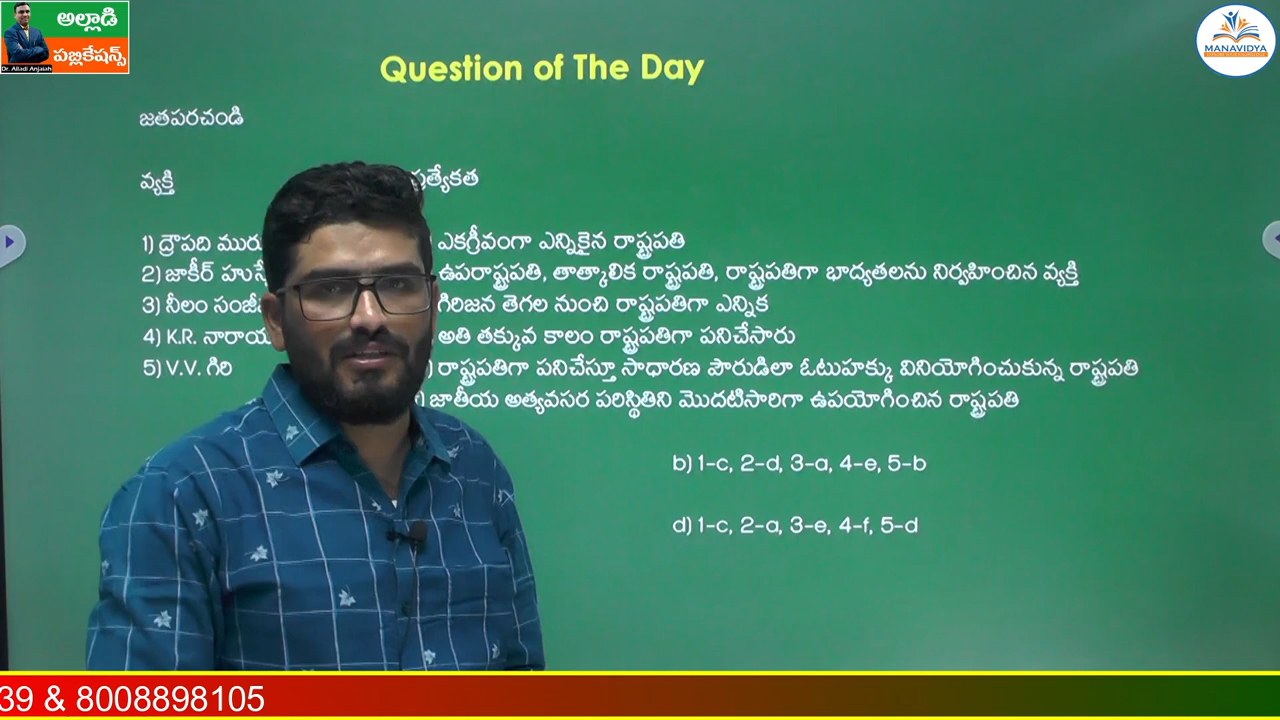 అల్లాడి
పబ్లికేషన్స్
Dr. Alladi Anjaiah
MANAVIDYA
Question of The Day
జతపరచండి
వ్యక్తి ప్రత్యేకత
1) ద్రౌపది ము ఎకగ్రీవంగా ఎన్నికైన రాష్ట్రపతి
2) జాకీర్ హు ఉపరాష్ట్రపతి, తాత్కాలిక రాష్ట్రపతి, రాష్ట్రపతిగా భాద్యతలను నిర్వహించిన వ్యక్తి
3) నీలం సంజీ గిరిజన తెగల నుంచి రాష్ట్రపతిగా ఎన్నిక
4) K.R. నారాయ అతి తక్కువ కాలం రాష్ట్రపతిగా పనిచేసారు
5) V.V. గిరి ) రాష్ట్రపతిగా పనిచేస్తూ సాధారణ పౌరుడిలా ఓటుహక్కు వినియోగించుకున్న రాష్ట్రపతి
) జాతీయ అత్యవసర పరిస్థితిని మొదటిసారిగా ఉపయోగించిన రాష్ట్రపతి
b) 1-c, 2-d, 3-a, 4-e, 5-b
d) 1-c, 2-a, 3-e, 4-f, 5-d
39 & 8008898105